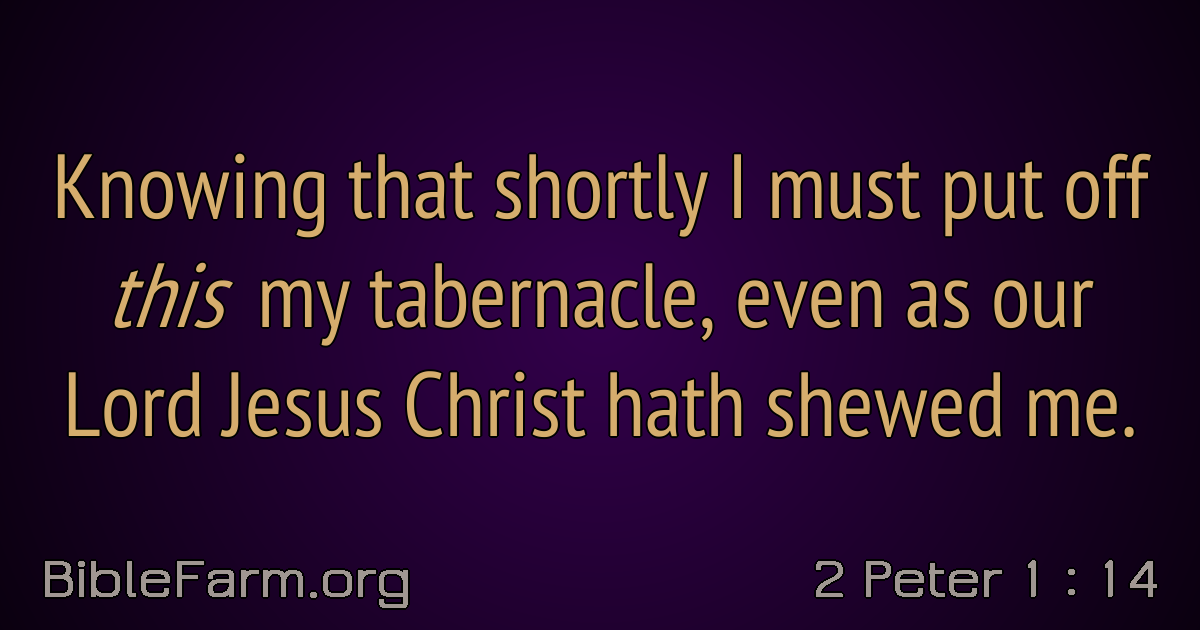 Knowing that shortly I must put off
this my tabernacle, even as our
Lord Jesus Christ hath shewed me.
BibleFarm.org
2 Peter 1 : 14